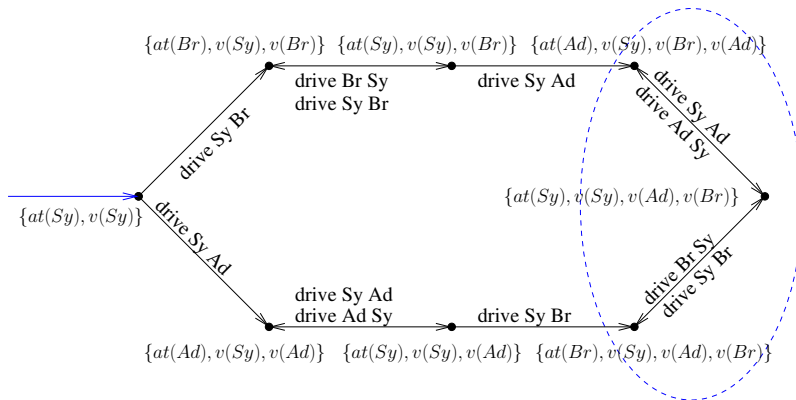 {at(Br), v(Sy), v(Br)}
{at(Sy), v(Sy), v(Br)}
{at(Ad), v(Sy), v(Br), v(Ad)}
drive Br Sy
drive Sy Br
drive Sy Ad
drive Sy Ad
drive Ad Sy
drive Sy Br
{at(Sy), v(Sy)}
{at(Sy), v(Sy), v(Ad), v(Br)}
drive Sy Ad
drive Sy Ad
drive Ad Sy
drive Sy Br
drive Br Sy
drive Sy Br
{at(Ad), v(Sy), v(Ad)}
{at(Sy), v(Sy), v(Ad)}
{at(Br), v(Sy), v(Ad), v(Br)}